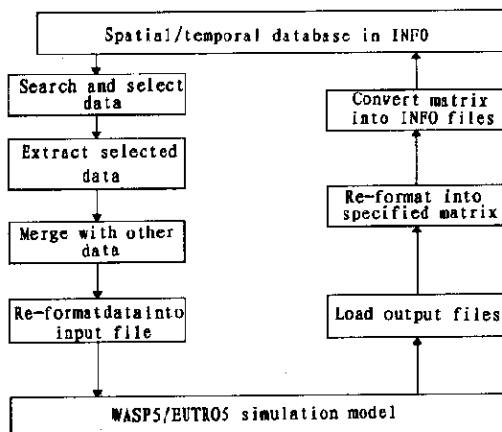 Spatial/temporal database in INFO
Search and select
data
Extract selected
data
Merge with other
data
Re-formatdatainto
input file
WASP5/EUTRO5 simulation model
Load output files
Re-format into
specified matrix
Convert matrix
into INFO files